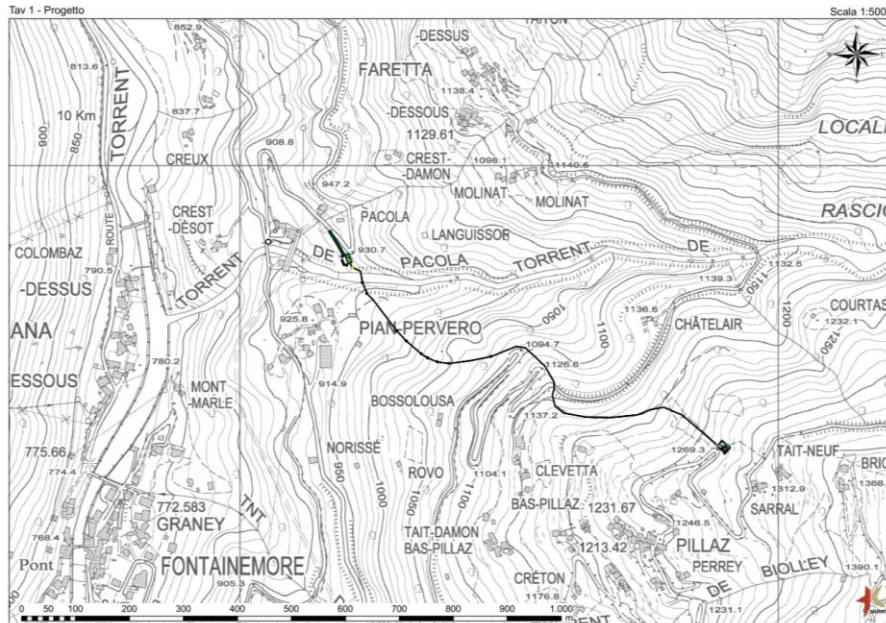 Tav 1 - Progetto
Scala 1:500
852.9
-DESSUS
813.6
FARETTA
1138.4
TORRENT
10 Km
837.7
-DESSOUS
1129.61
900
850
908.8
LOCALI
CREUX
CREST-
-DAMON
1098.1
1140.6
947.2
MOLINAT
MOLINAT
ROUTE
CREST
-DÈSOT
PACOLA
RASCIO
COLOMBAZ
LANGUISSOR
DE
930.7
PACOLA
TORRENT
DE
790.5
TORRENT
1132.5
-DESSUS
1139.3
1150
1050
1136.6
1200
COURTAS
1232.1
ANA
925.8
PIAN-PERVERO
1100
CHÂTELAIR
1250
780.2
1094.7
ESSOUS
1126.6
MONT
-MARLE
914.9
BOSSOLOUSA
1137.2
775.66
NORISSÈ
1269.3
TAIT-NEUF
774.4
950
ROVO
CLEVETTA
BRIC
1000
1050
1100
1104.1
1312.9
1368.
772.583
TNT
BAS-PILLAZ
SARRAL
GRANEY
1231.67
1246.5
768.4
TAIT-DAMON
BAS-PILLAZ
1213.42
PILLAZ
Pont
FONTAINEMORE
PERREY
BIOLLEY
DE
1390.1
CRÉTON
905.3
1176.8
1231.1
0 50 100 200 300 400 500 600 700 800 900 1.000
m